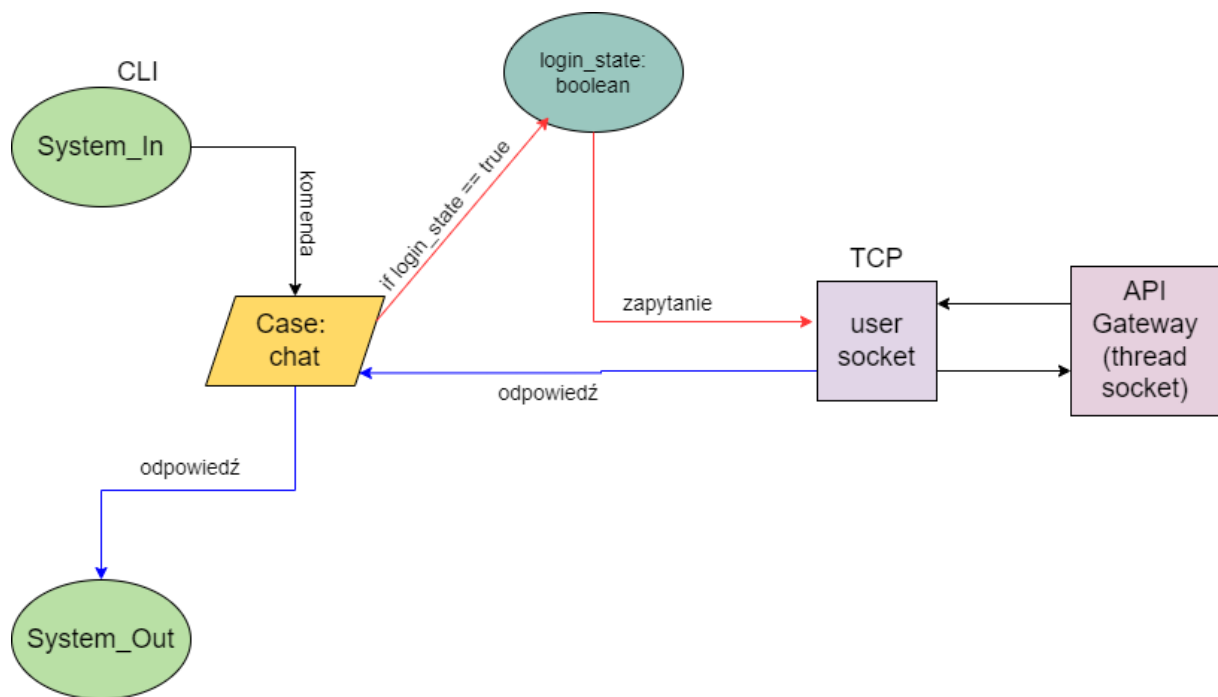 CLI
System_In
komenda
login_state:
boolean
if login_state == true
Case:
chat
zapytanie
TCP
user
socket
API
Gateway
(thread
socket)
odpowiedź
odpowiedź
System_Out